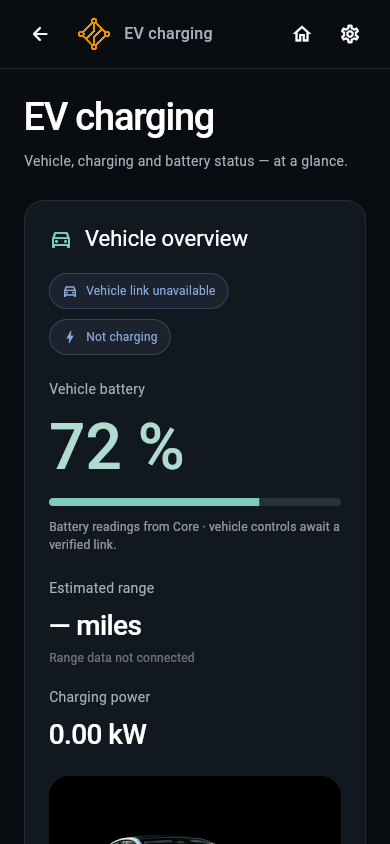 EV charging
EV charging
Vehicle, charging and battery status — at a glance.
Vehicle overview
Vehicle link unavailable
Not charging
Vehicle battery
72 %
Battery readings from Core · vehicle controls await a
verified link.
Estimated range
— miles
Range data not connected
Charging power
0.00 kW